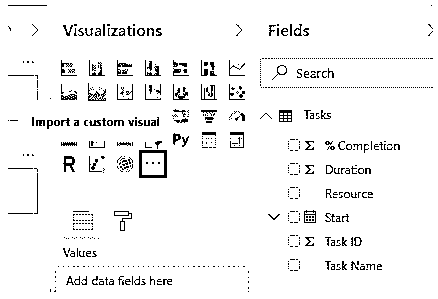 Visualizations
Fields
Search
Import a custom visual
Tasks
Py
% Completion
R
Duration
Resource
Start
Values
Task ID
Add data fields here
Task Name